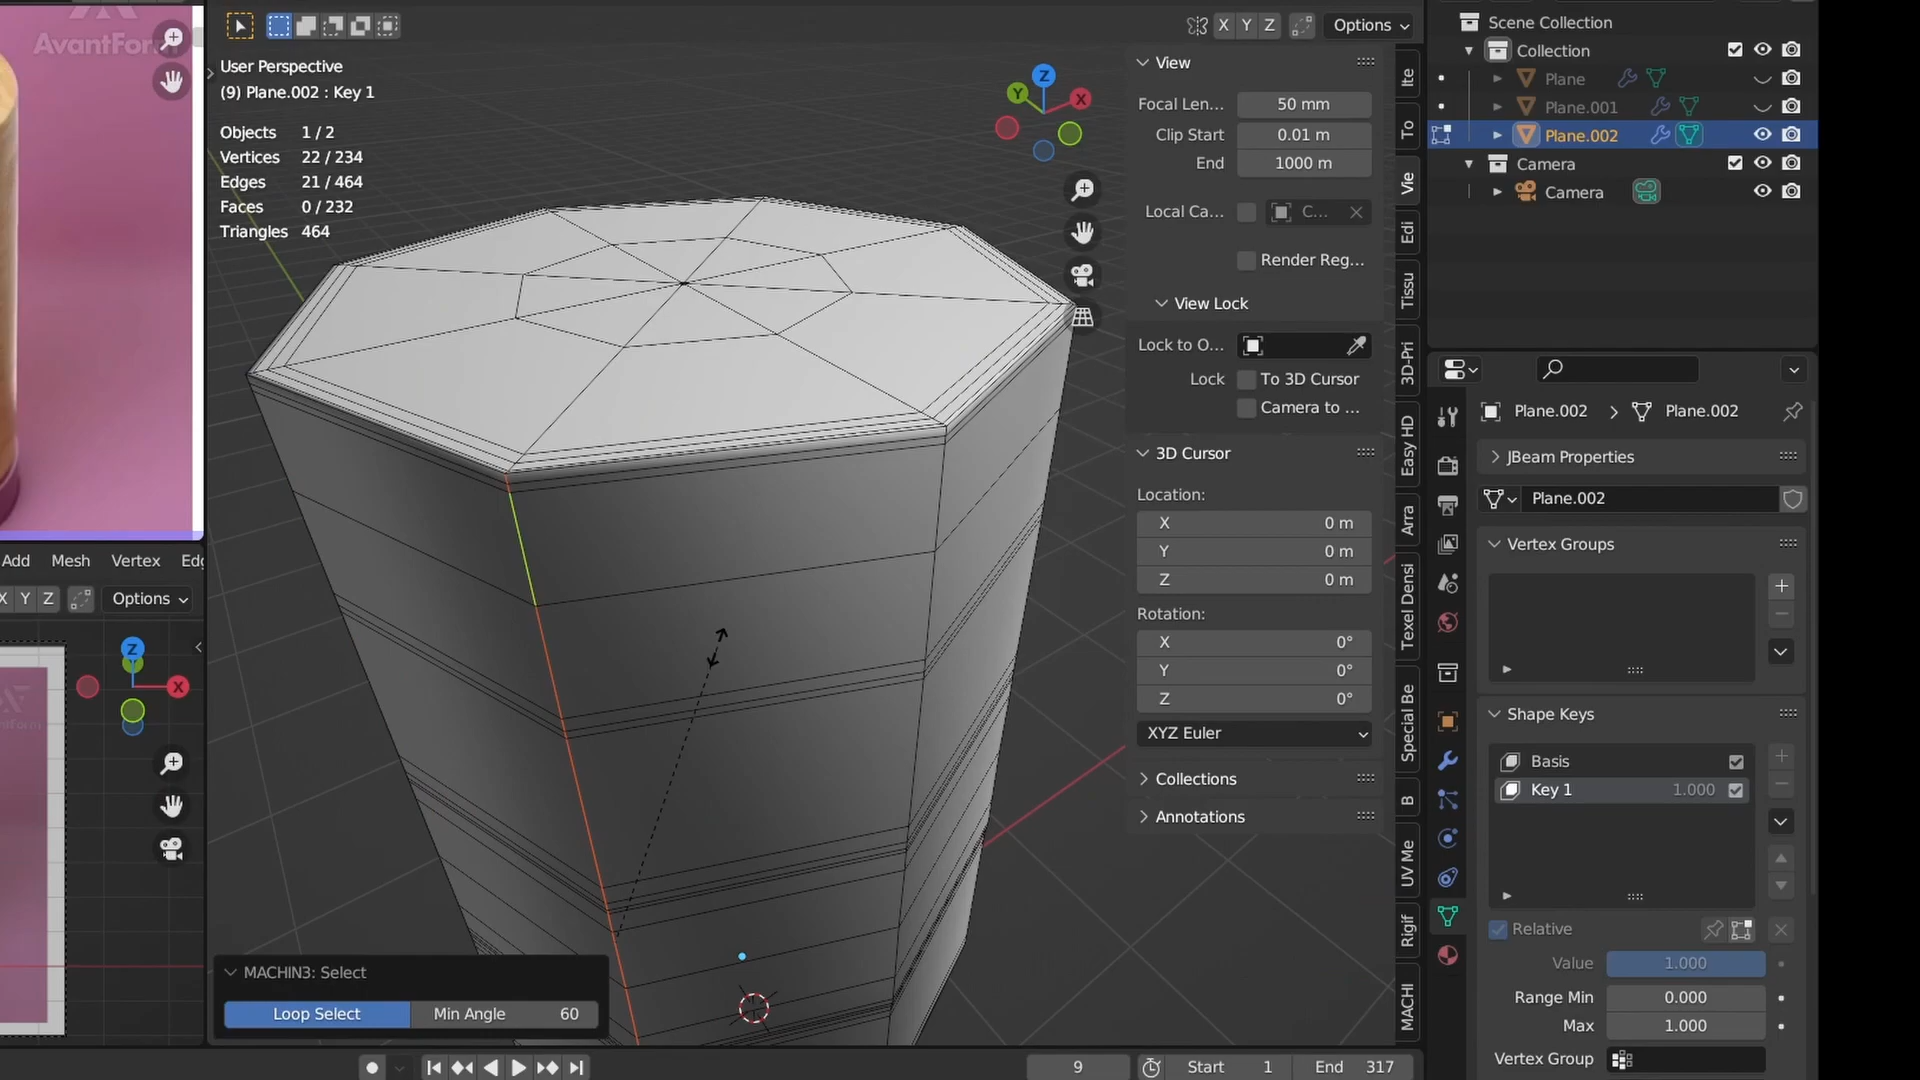 AvantForm
Add Mesh Vertex
X Y Z Options
Z
X
X Y Z Options
User Perspective
(9) Plane.002 : Key 1
Objects 1 / 2
Vertices 22 / 234
Edges 21 / 464
Faces 0 / 232
Triangles 464
Z
Y
X
View
Focal Len... 50 mm
Clip Start 0.01 m
End 1000 m
Local Ca... C...
Render Reg...
View Lock
Lock to O...
Lock To 3D Cursor
Camera to ...
3D Cursor
Location:
X 0 m
Y 0 m
Z 0 m
Rotation:
X 0°
Y 0°
Z 0°
XYZ Euler
Collections
Annotations
Ite
To
Vie
Edi
Tissu
3D-Pri
Easy HD
Arra
Texel Densi
Special Be
B
UV Me
Rigif
MACHI
MACHIN3: Select
Loop Select Min Angle 60
9 Start 1 End 317
Scene Collection
Collection
Plane
Plane.001
Plane.002
Camera
Camera
Plane.002 > Plane.002
JBeam Properties
Plane.002
Vertex Groups
Shape Keys
Basis
Key 1 1.000
Relative
Value 1.000
Range Min 0.000
Max 1.000
Vertex Group